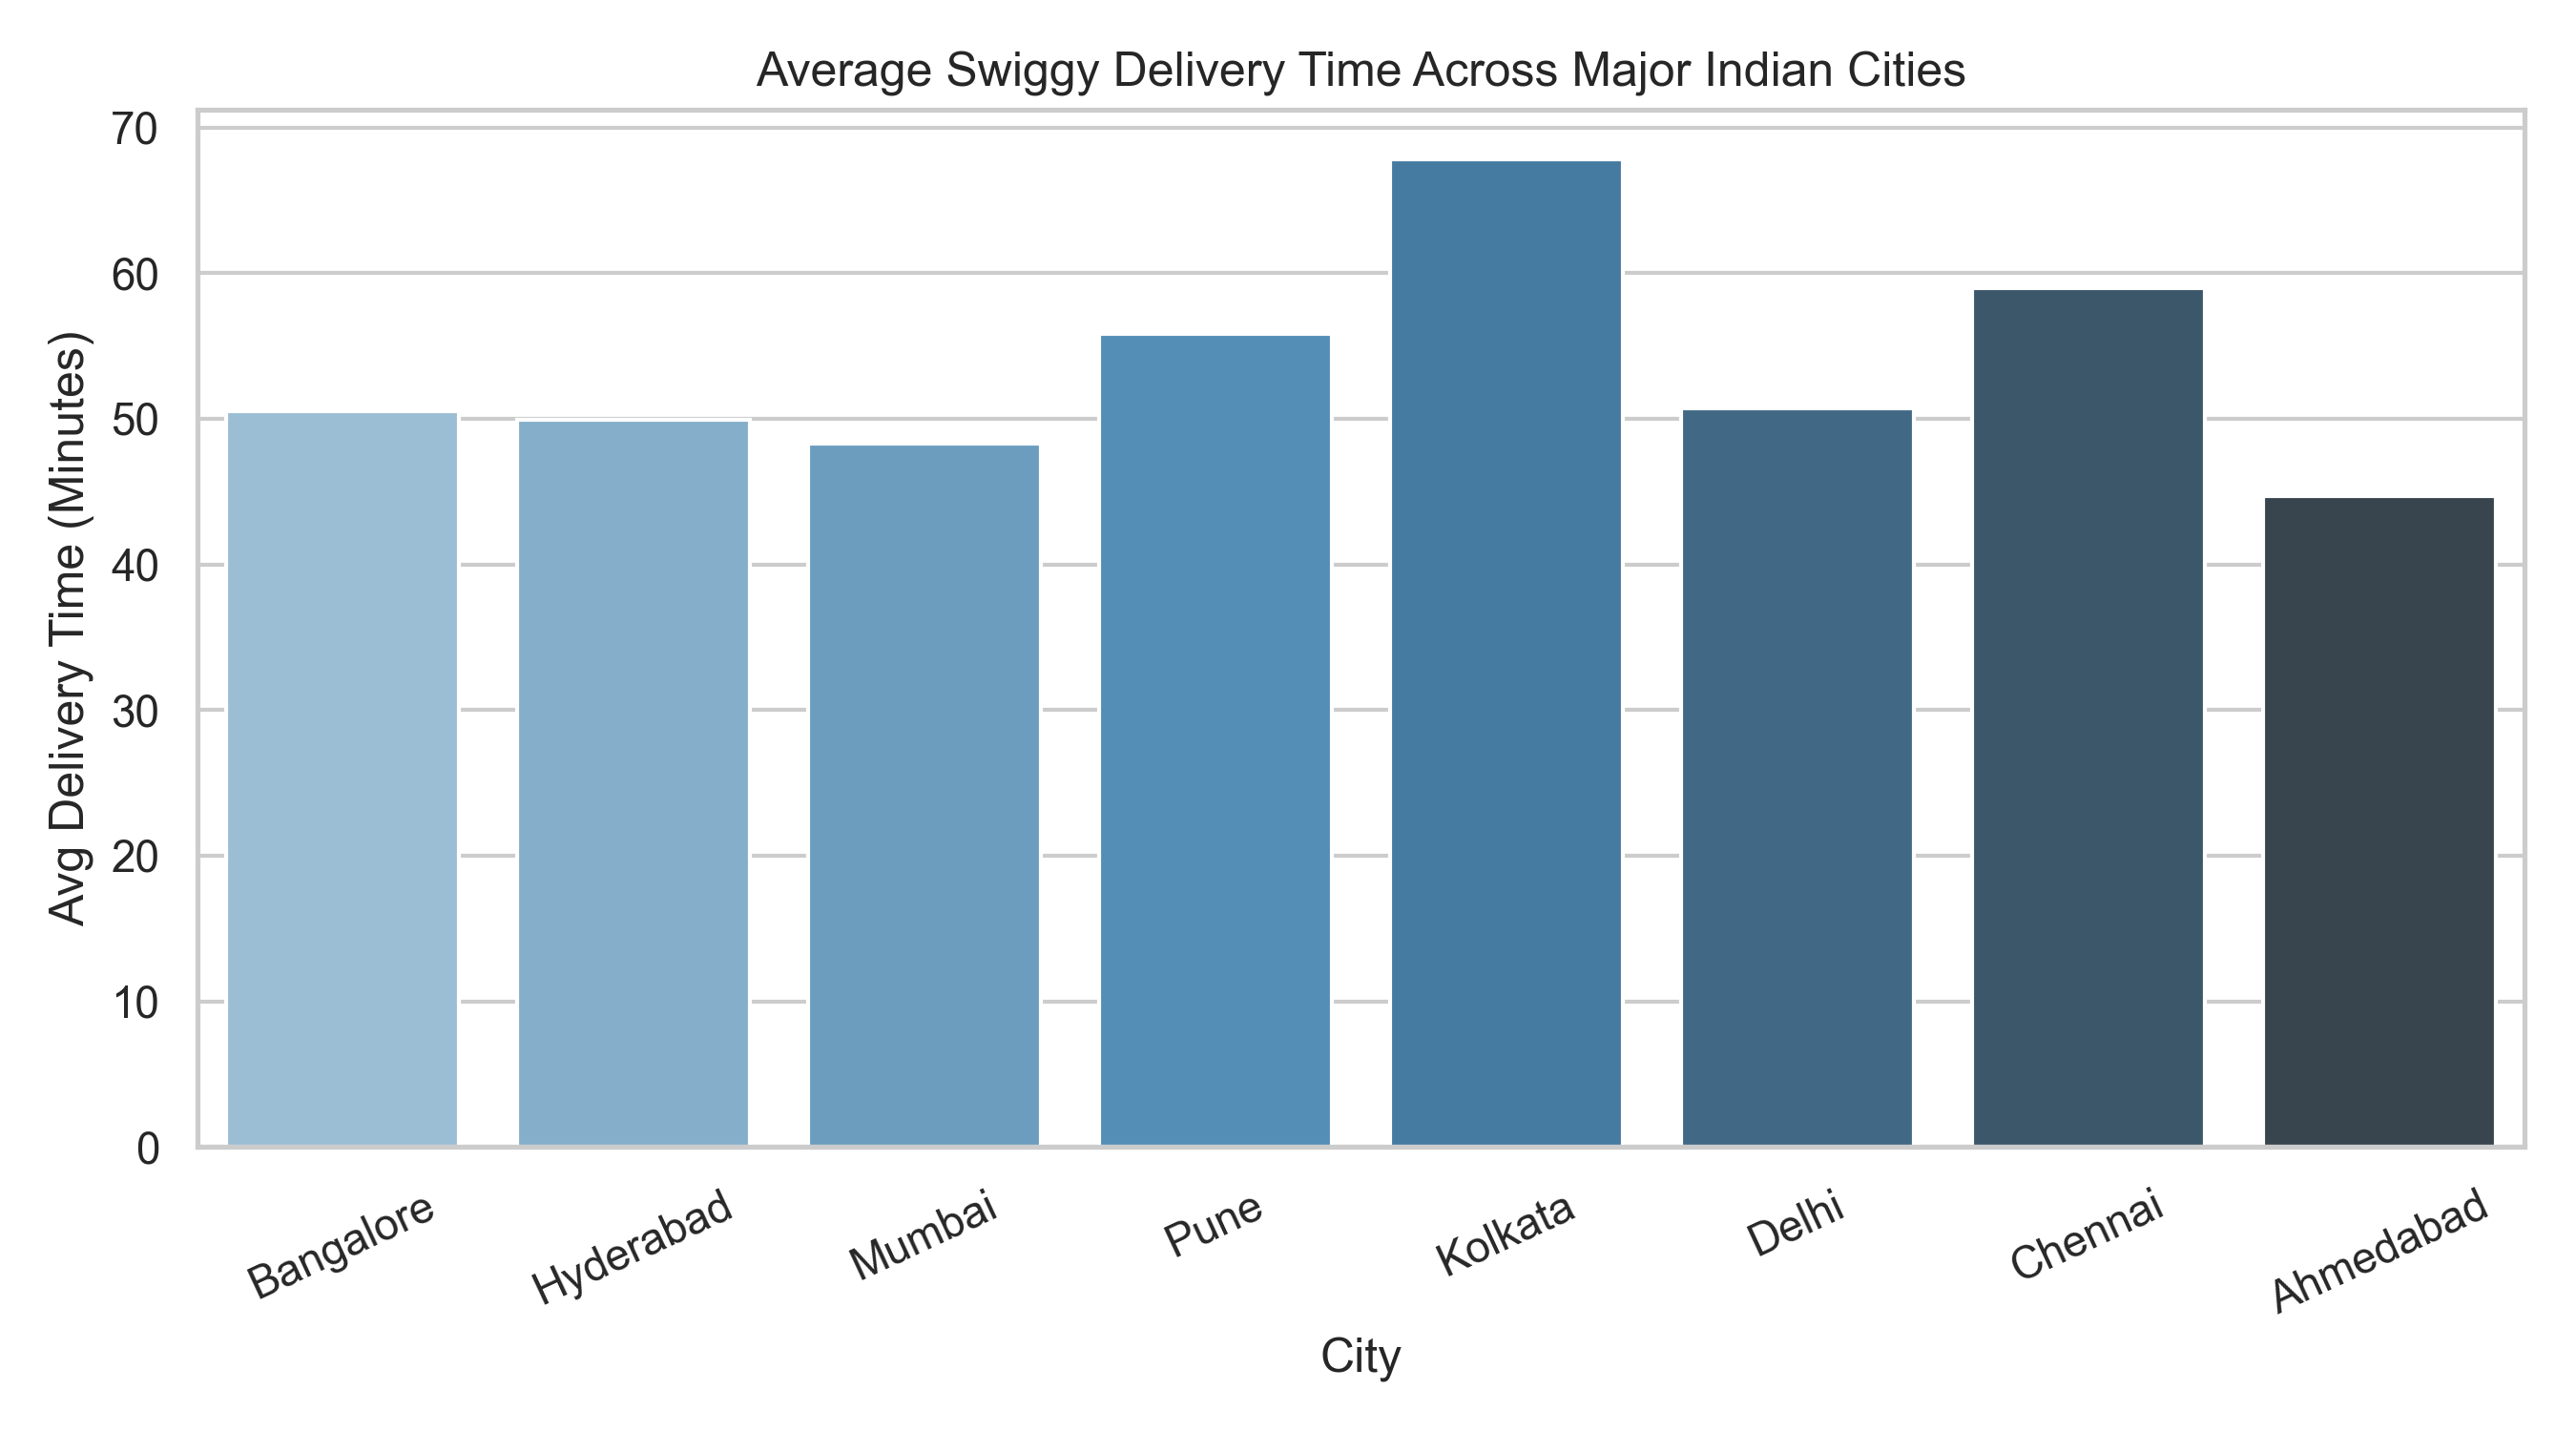 Average Swiggy Delivery Time Across Major Indian Cities
Avg Delivery Time (Minutes)
70
60
50
40
30
20
10
0
Bangalore
Hyderabad
Mumbai
Pune
Kolkata
Delhi
Chennai
Ahmedabad
City